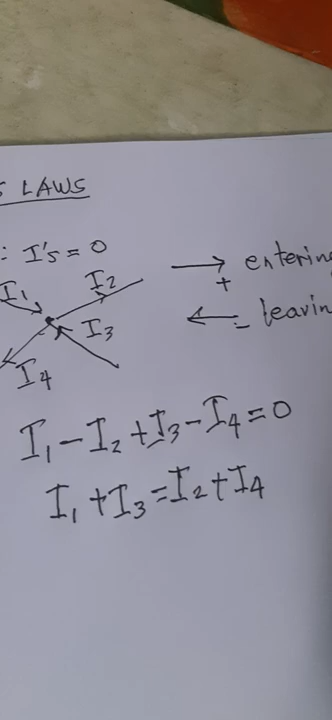 S LAWS
: I's = 0
I1
I2
I3
I4
→ entering
+
← leavin
-
I1 - I2 + I3 - I4 = 0
I1 + I3 = I2 + I4